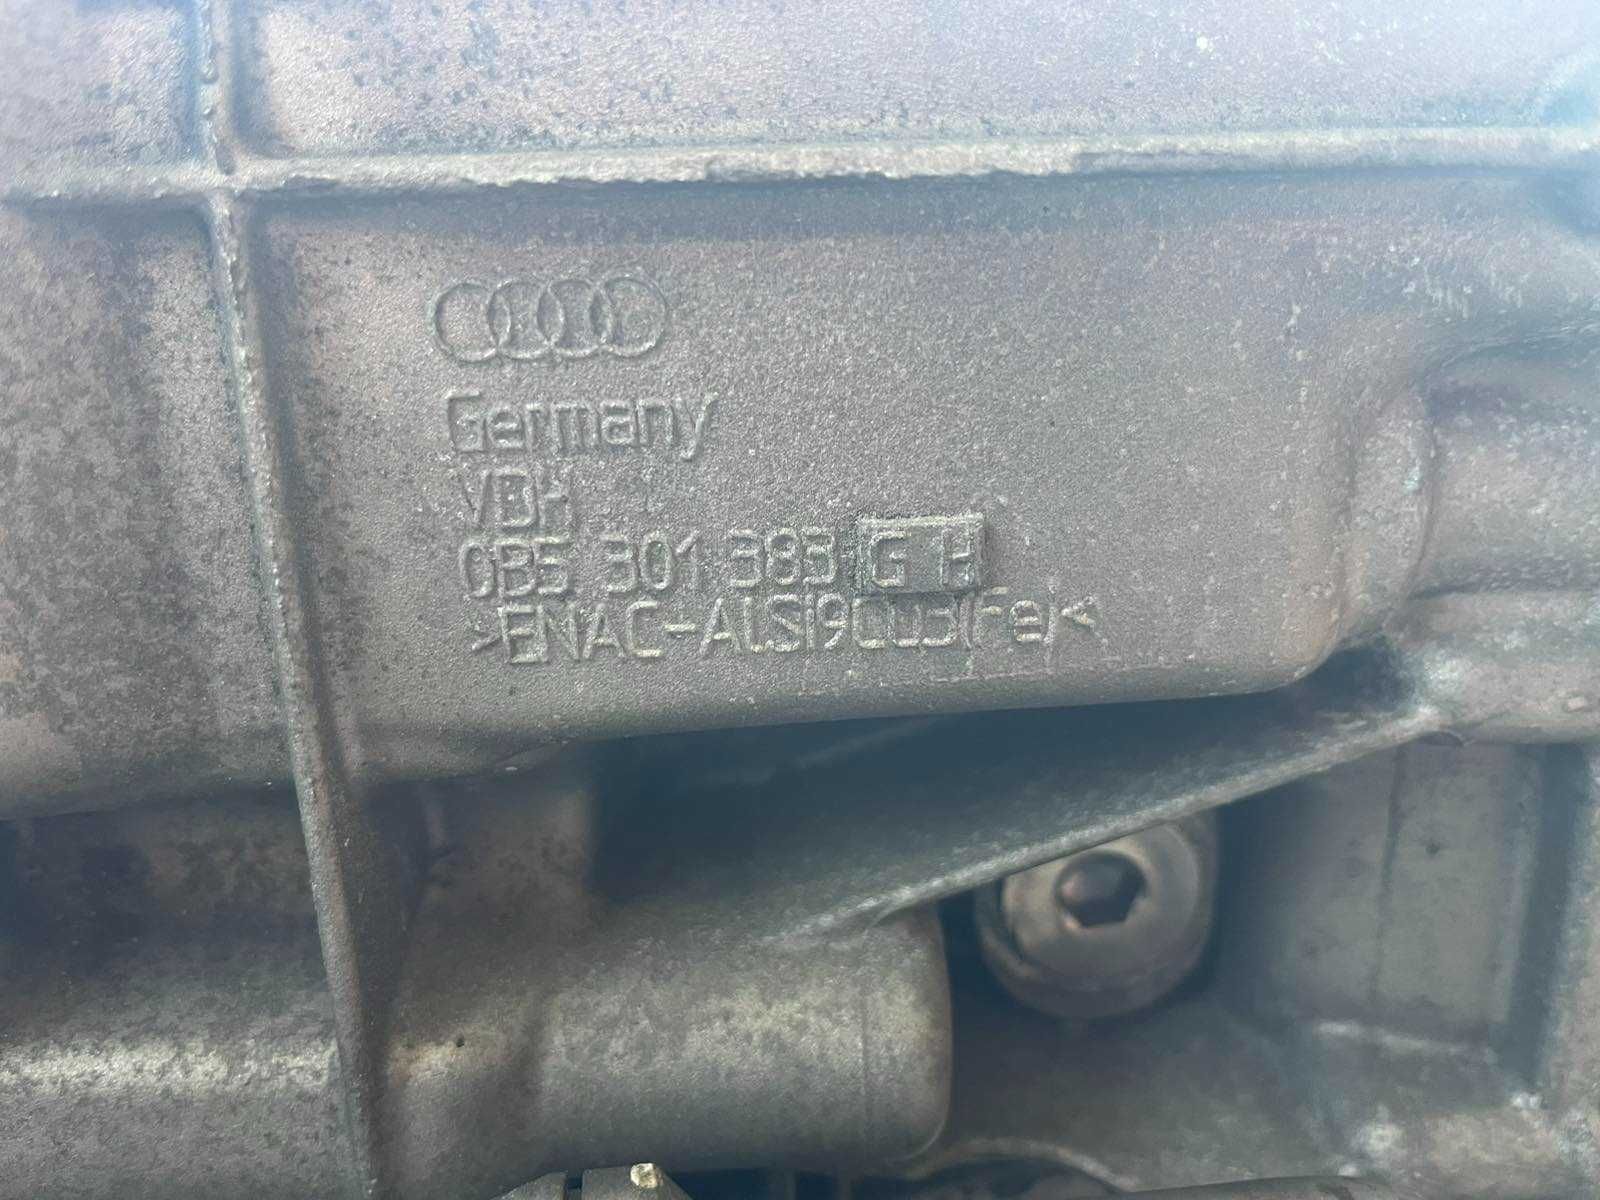 Germany
VBH
0B5 301 383 G H
>ENAC-ALSi9Cu3(Fe)<